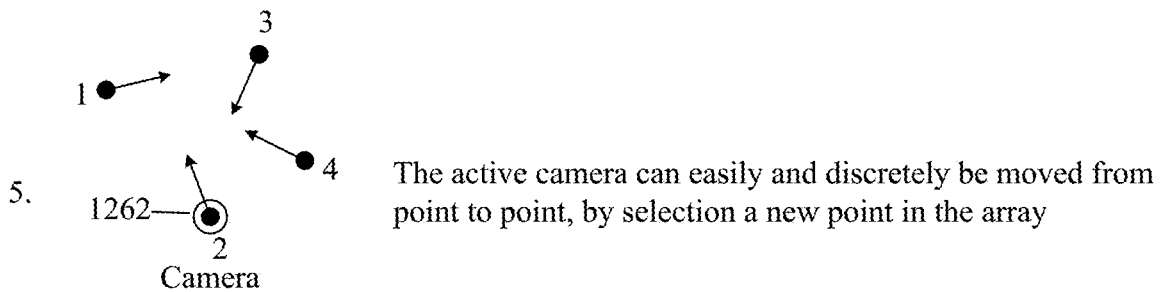 3
1
4
5.
1262
2
Camera
The active camera can easily and discretely be moved from
point to point, by selection a new point in the array